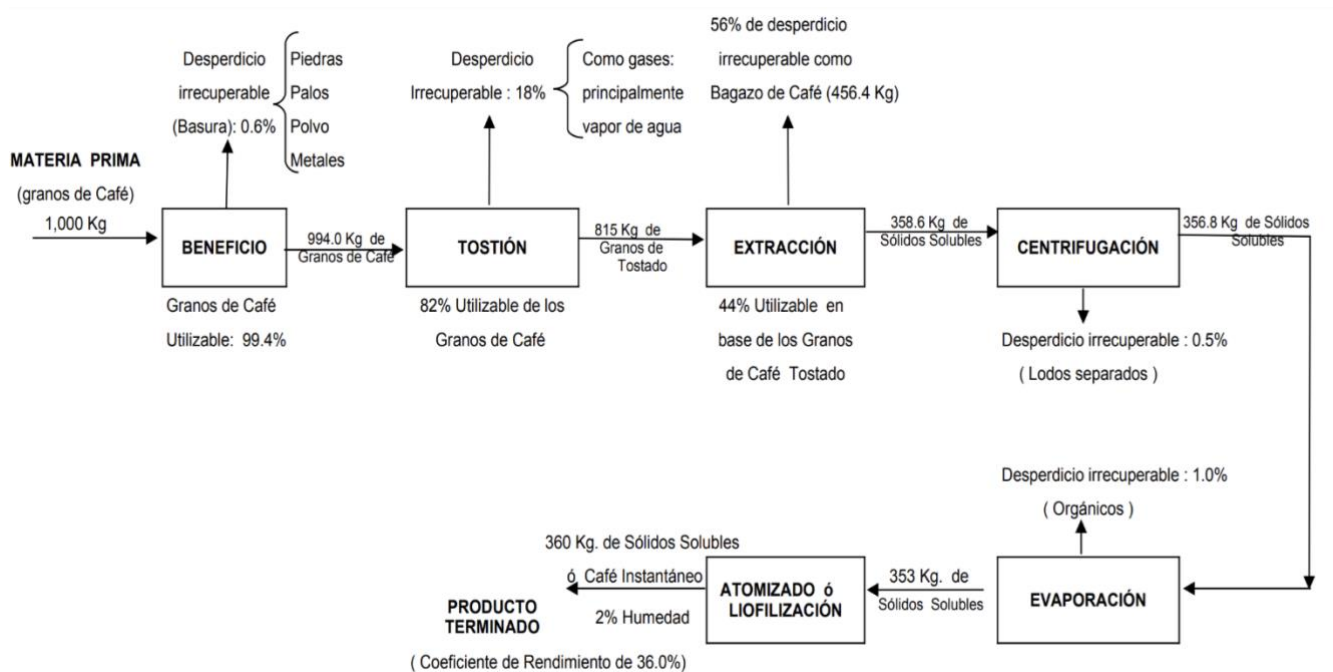 MATERIA PRIMA
(granos de Café)
1,000 Kg
BENEFICIO
Desperdicio
irrecuperable
(Basura): 0.6%
Piedras
Palos
Polvo
Metales
Granos de Café
Utilizable: 99.4%
994.0 Kg de
Granos de Café
TOSTIÓN
Desperdicio
Irrecuperable : 18%
Como gases:
principalmente
vapor de agua
82% Utilizable de los
Granos de Café
815 Kg de
Granos de
Tostado
EXTRACCIÓN
56% de desperdicio
irrecuperable como
Bagazo de Café (456.4 Kg)
44% Utilizable en
base de los Granos
de Café Tostado
358.6 Kg de
Sólidos Solubles
CENTRIFUGACIÓN
Desperdicio irrecuperable : 0.5%
( Lodos separados )
356.8 Kg de Sólidos
Solubles
EVAPORACIÓN
Desperdicio irrecuperable : 1.0%
( Orgánicos )
353 Kg. de
Sólidos Solubles
ATOMIZADO ó
LIOFILIZACIÓN
360 Kg. de Sólidos Solubles
ó Café Instantáneo
2% Humedad
PRODUCTO
TERMINADO
( Coeficiente de Rendimiento de 36.0%)